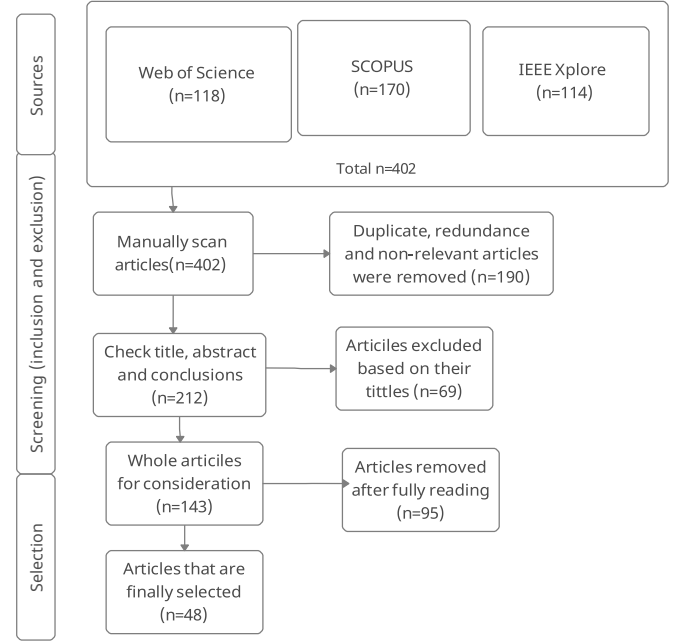 Sources
Web of Science
(n=118)
SCOPUS
(n=170)
IEEE Xplore
(n=114)
Total n=402
Screening (inclusion and exclusion)
Manually scan
articles(n=402)
Duplicate, redundance
and non-relevant articles
were removed (n=190)
Check title, abstract
and conclusions
(n=212)
Articiles excluded
based on their
tittles (n=69)
Whole articiles
for consideration
(n=143)
Articles removed
after fully reading
(n=95)
Selection
Articles that are
finally selected
(n=48)